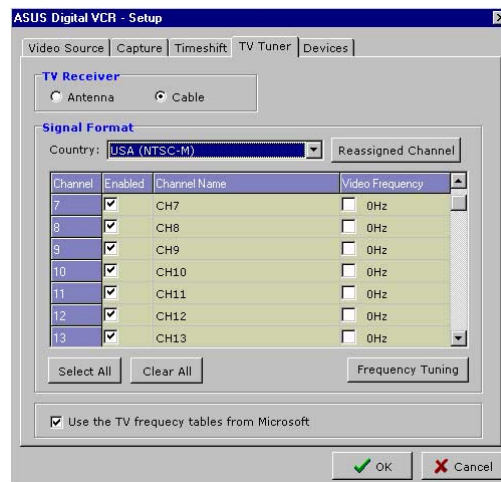 ASUS Digital VCR - Setup
Video Source Capture Timeshift TV Tuner Devices
TV Receiver
Antenna Cable
Signal Format
Country: USA (NTSC-M) Reassigned Channel
Channel Enabled Channel Name Video Frequency
7 CH7 0Hz
8 CH8 0Hz
9 CH9 0Hz
10 CH10 0Hz
11 CH11 0Hz
12 CH12 0Hz
13 CH13 0Hz
Select All Clear All Frequency Tuning
Use the TV frequecy tables from Microsoft
OK Cancel